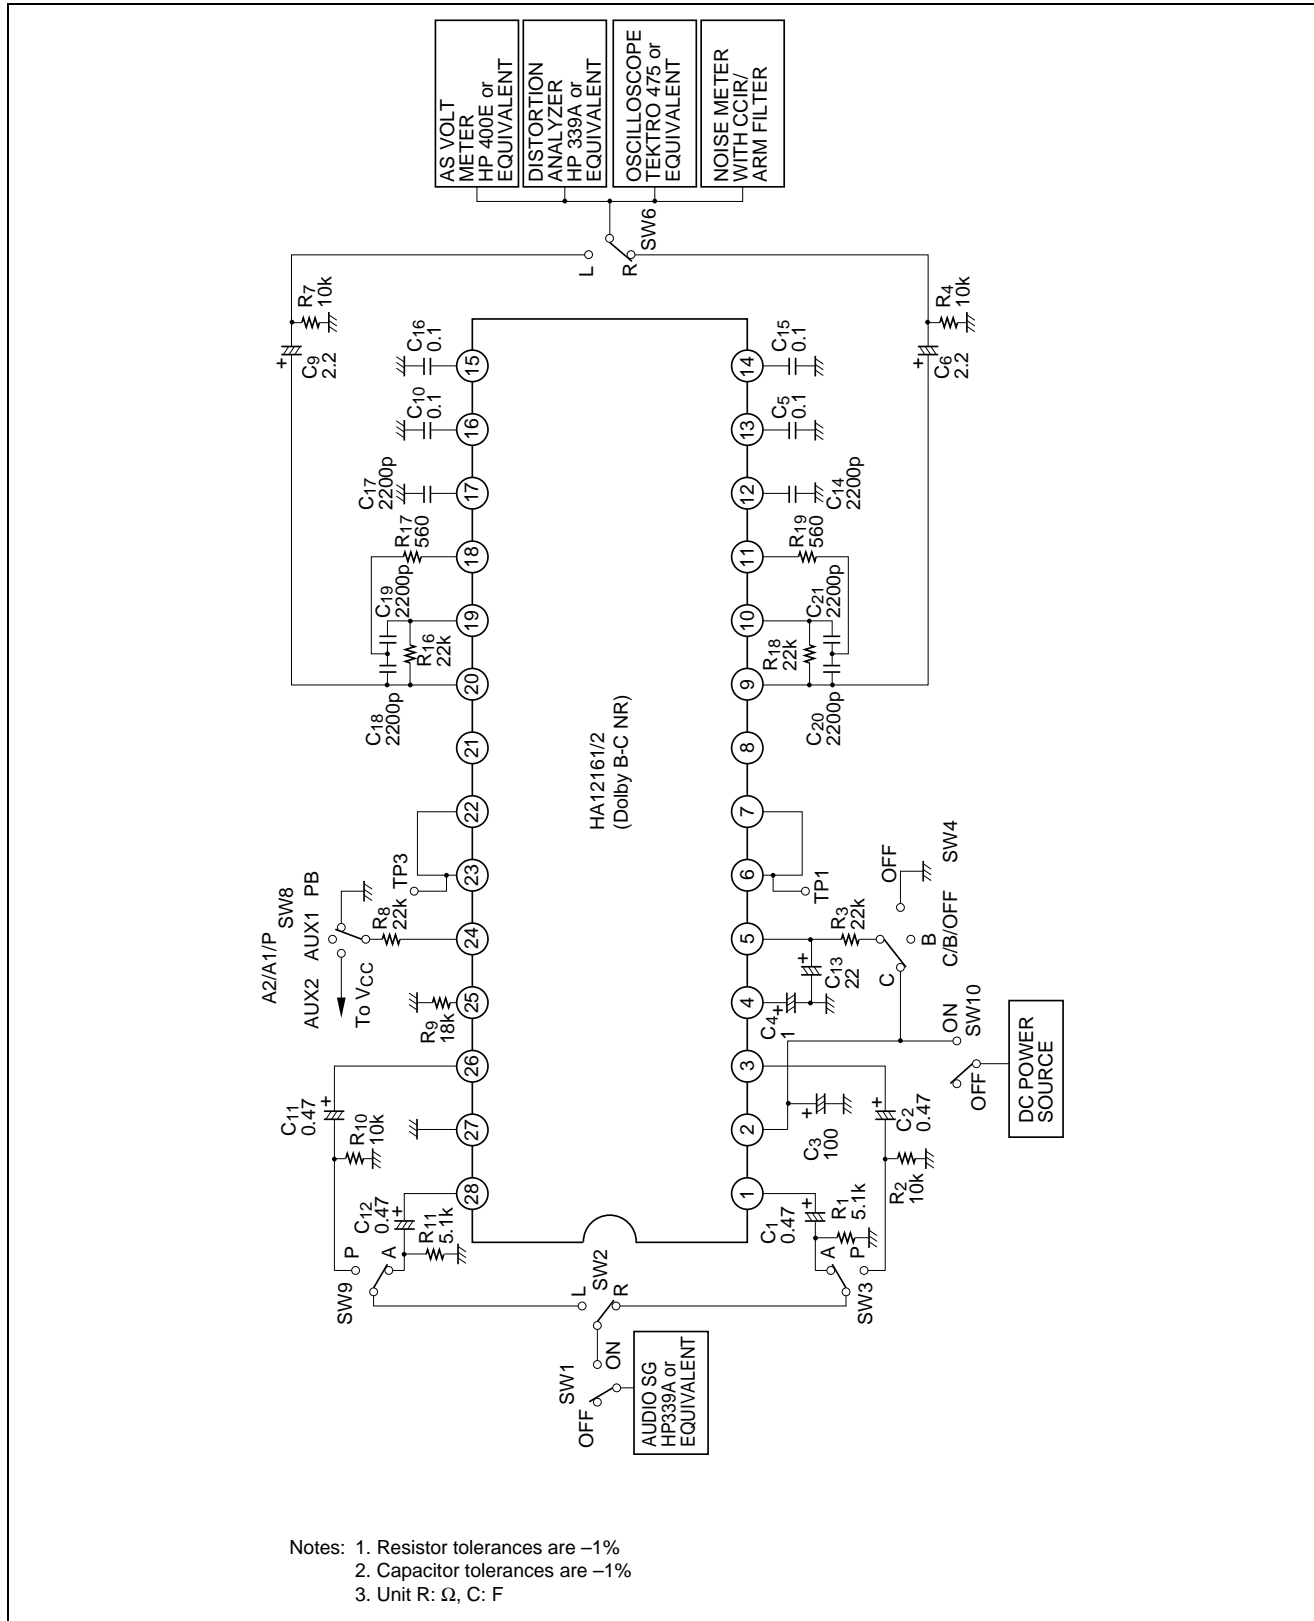 AS VOLT
METER
HP 400E or
EQUIVALENT
DISTORTION
ANALYZER
HP 339A or
EQUIVALENT
OSCILLOSCOPE
TEKTRO 475 or
EQUIVALENT
NOISE METER
WITH CCIR/
ARM FILTER
SW6
L
R
R7
10k
C9
2.2
+
R4
10k
C6
2.2
+
C16
0.1
15
C10
0.1
16
C17
2200p
17
R17
560
18
C19
2200p
19
R16
22k
C18
2200p
20
21
22
TP3
23
A2/A1/P
SW8
AUX2
AUX1
PB
To VCC
R8
22k
24
R9
18k
25
26
C11
0.47
+
R10
10k
27
C12
0.47
+
R11
5.1k
28
SW9
P
A
HA12161/2
(Dolby B-C NR)
C15
0.1
14
C5
0.1
13
C14
2200p
12
R19
560
11
C21
2200p
10
R18
22k
C20
2200p
9
8
7
6
TP1
5
R3
22k
C13
22
+
4
C4
1
+
3
2
C3
100
+
C2
0.47
+
R2
10k
1
C1
0.47
+
R1
5.1k
SW3
A
P
OFF
SW4
B
C/B/OFF
C
ON
SW10
OFF
DC POWER
SOURCE
SW2
L
R
SW1
ON
OFF
AUDIO SG
HP339A or
EQUIVALENT
Notes: 1. Resistor tolerances are –1%
2. Capacitor tolerances are –1%
3. Unit R: Ω, C: F